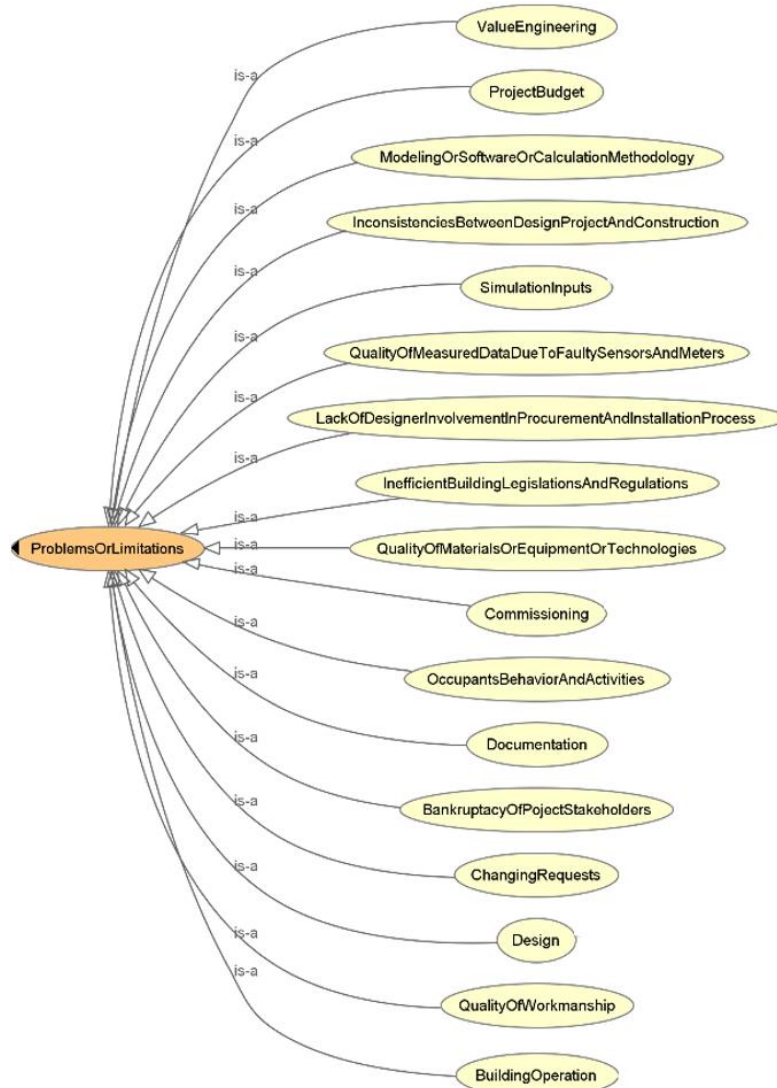 ValueEngineering
is-a
ProjectBudget
is-a
ModelingOrSoftwareOrCalculationMethodology
is-a
InconsistenciesBetweenDesignProjectAndConstruction
is-a
SimulationInputs
is-a
QualityOfMeasuredDataDueToFaultySensorsAndMeters
is-a
LackOfDesignerInvolvementInProcurementAndInstallationProcess
is-a
InefficientBuildingLegislationsAndRegulations
is-a
ProblemsOrLimitations
is-a
QualityOfMaterialsOrEquipmentOrTechnologies
is-a
Commissioning
is-a
OccupantsBehaviorAndActivities
is-a
Documentation
is-a
BankruptacyOfPojectStakeholders
is-a
ChangingRequests
is-a
Design
is-a
QualityOfWorkmanship
is-a
BuildingOperation